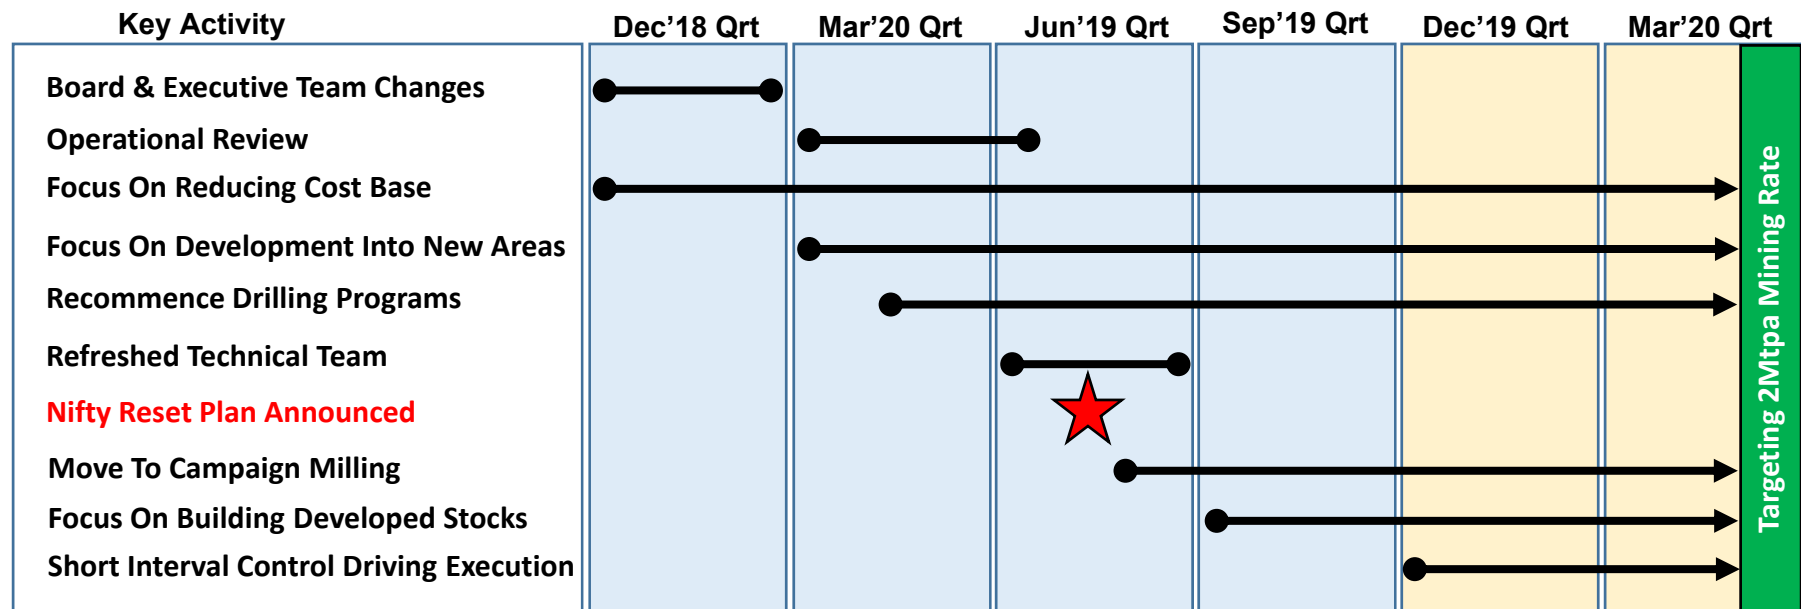 Key Activity
Dec’18 Qrt
Mar’20 Qrt
Jun’19 Qrt
Sep’19 Qrt
Dec’19 Qrt
Mar’20 Qrt
Board & Executive Team Changes
Operational Review
Focus On Reducing Cost Base
Focus On Development Into New Areas
Recommence Drilling Programs
Refreshed Technical Team
Nifty Reset Plan Announced
Move To Campaign Milling
Focus On Building Developed Stocks
Short Interval Control Driving Execution
Targeting 2Mtpa Mining Rate